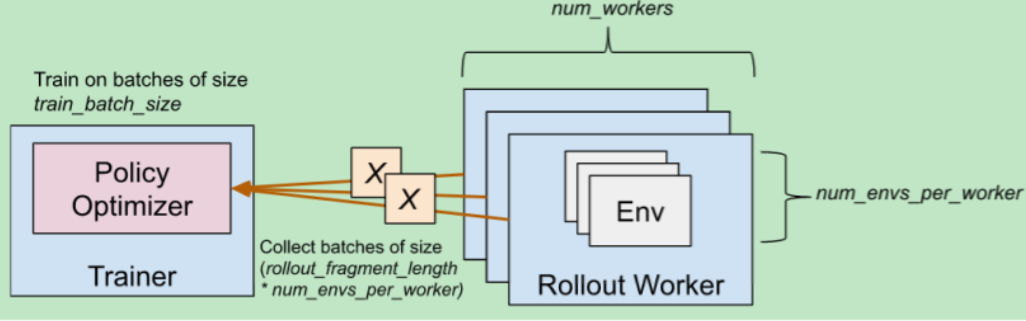 num_workers
Train on batches of size
train_batch_size
Policy
Optimizer
Trainer
X
X
Collect batches of size
(rollout_fragment_length
* num_envs_per_worker)
Env
Rollout Worker
num_envs_per_worker